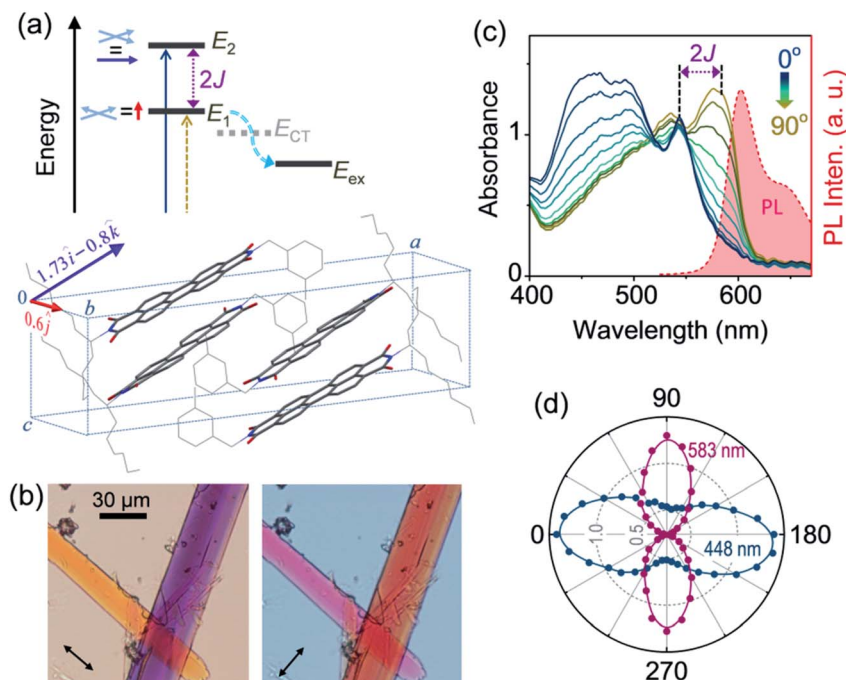 (a)
Energy
E2
2J
E1
ECT
Eex
1.73î−0.8k̂
0
0.6ĵ
a
b
c
(b)
30 μm
(c)
Absorbance
1
0
2J
0°
90°
PL
PL Inten. (a. u.)
400 500 600
Wavelength (nm)
(d)
90
583 nm
0
1.0
0.5
180
448 nm
270